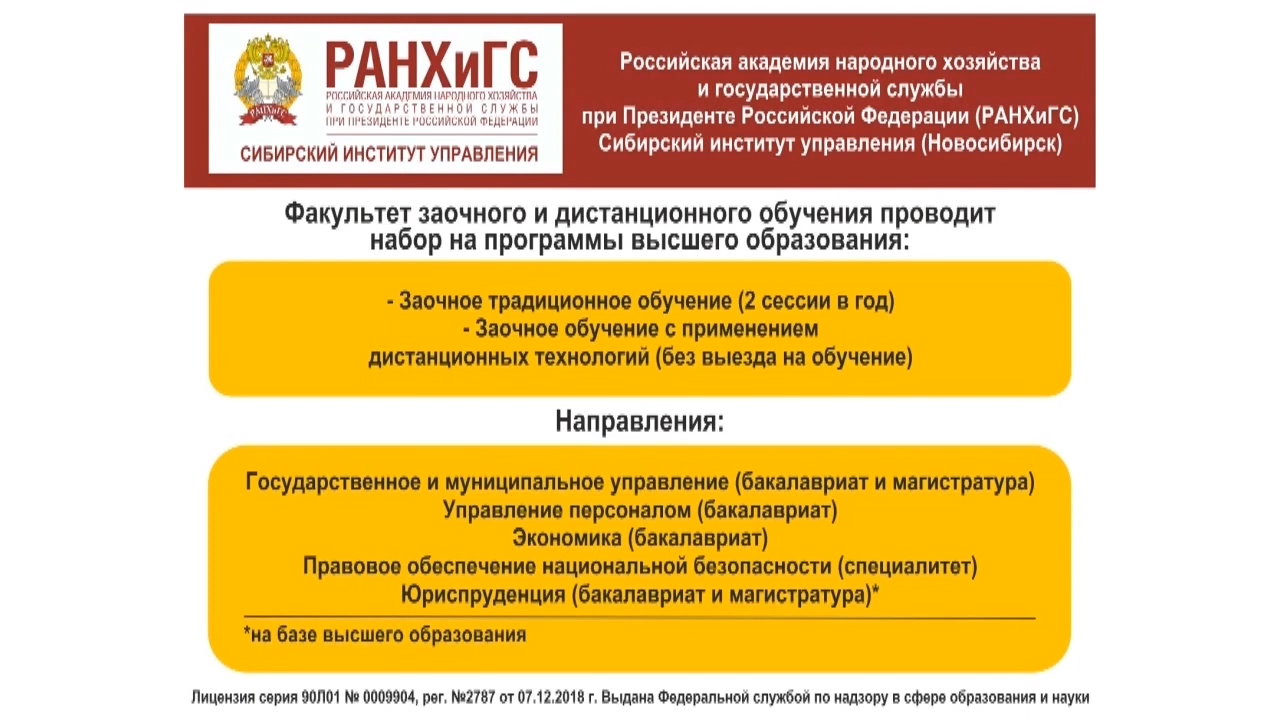 РАНХиГС
РОССИЙСКАЯ АКАДЕМИЯ НАРОДНОГО ХОЗЯЙСТВА
И ГОСУДАРСТВЕННОЙ СЛУЖБЫ
ПРИ ПРЕЗИДЕНТЕ РОССИЙСКОЙ ФЕДЕРАЦИИ
РАНХиГС
СИБИРСКИЙ ИНСТИТУТ УПРАВЛЕНИЯ
Российская академия народного хозяйства
и государственной службы
при Президенте Российской Федерации (РАНХиГС)
Сибирский институт управления (Новосибирск)
Факультет заочного и дистанционного обучения проводит
набор на программы высшего образования:
- Заочное традиционное обучение (2 сессии в год)
- Заочное обучение с применением
дистанционных технологий (без выезда на обучение)
Направления:
Государственное и муниципальное управление (бакалавриат и магистратура)
Управление персоналом (бакалавриат)
Экономика (бакалавриат)
Правовое обеспечение национальной безопасности (специалитет)
Юриспруденция (бакалавриат и магистратура)*
*на базе высшего образования
Лицензия серия 90Л01 № 0009904, рег. №2787 от 07.12.2018 г. Выдана Федеральной службой по надзору в сфере образования и науки